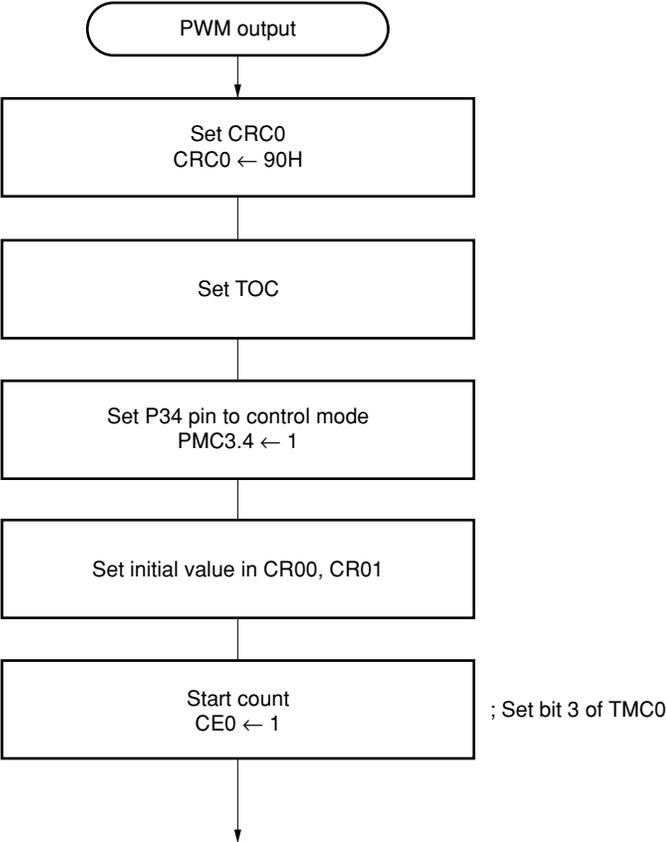 PWM output
Set CRC0
CRC0 ← 90H
Set TOC
Set P34 pin to control mode
PMC3.4 ← 1
Set initial value in CR00, CR01
Start count
CE0 ← 1
; Set bit 3 of TMC0